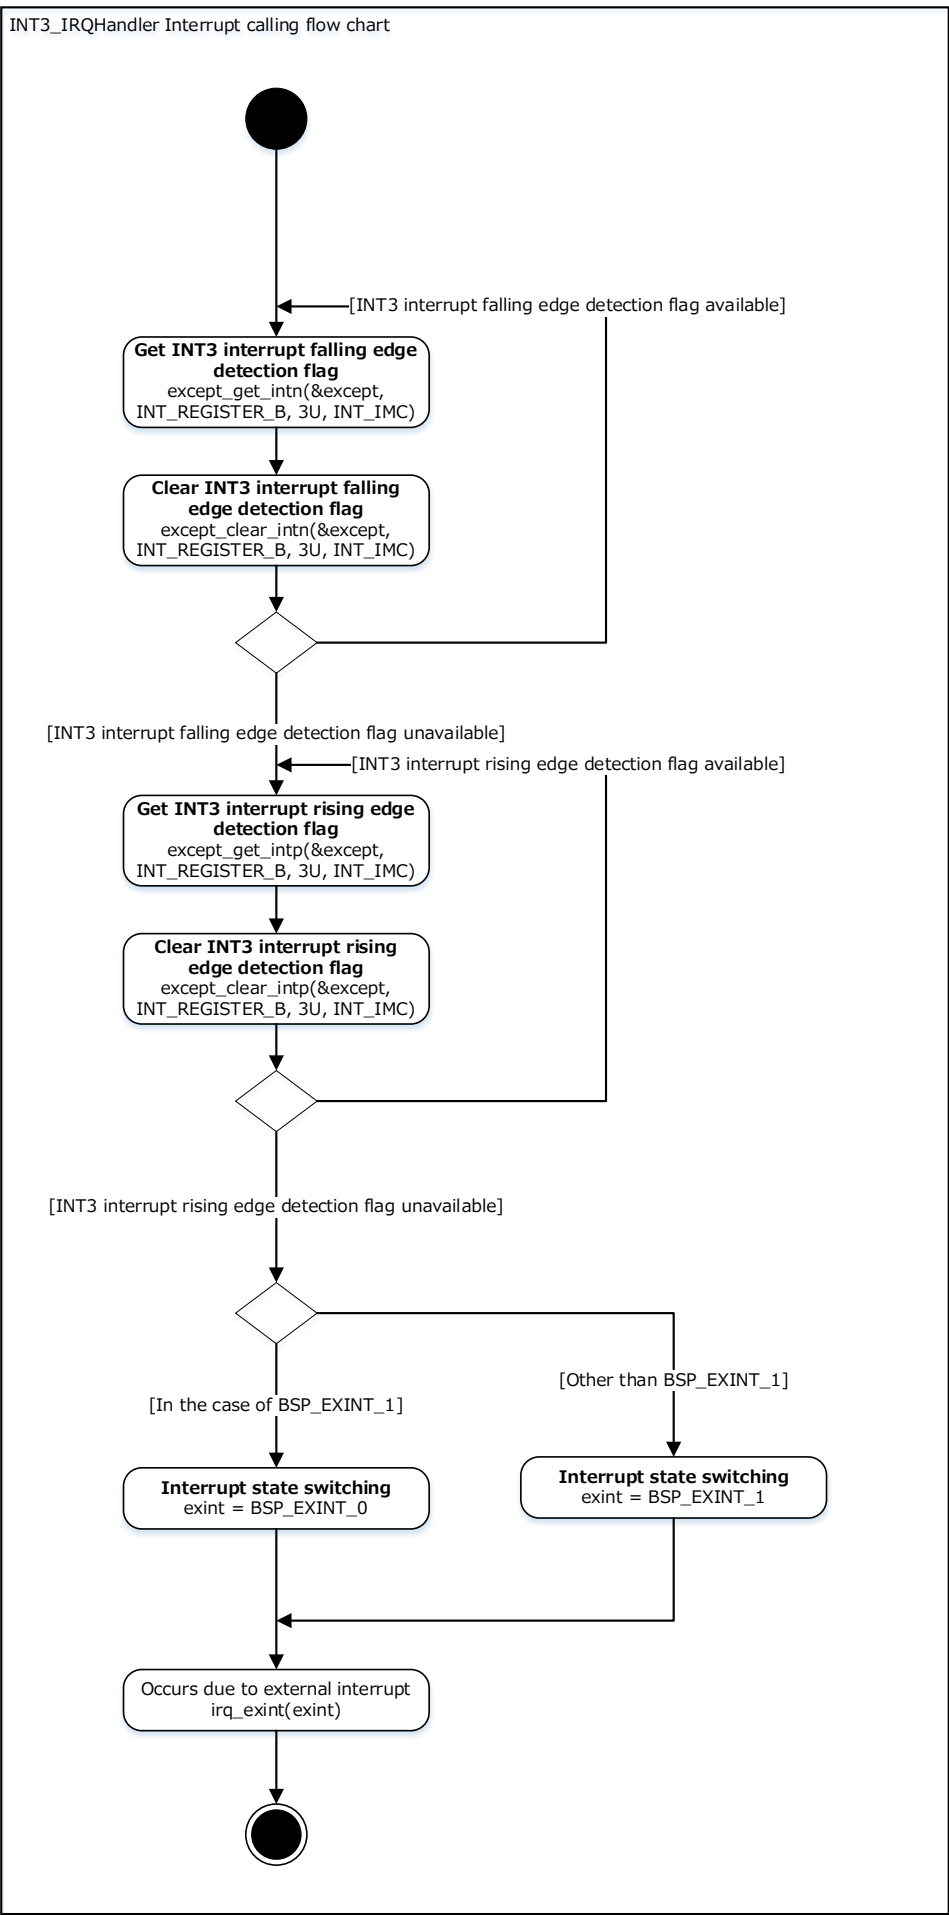 INT3_IRQHandler Interrupt calling flow chart
[INT3 interrupt falling edge detection flag available]
Get INT3 interrupt falling edge
detection flag
except_get_intn(&except,
INT_REGISTER_B, 3U, INT_IMC)
Clear INT3 interrupt falling
edge detection flag
except_clear_intn(&except,
INT_REGISTER_B, 3U, INT_IMC)
[INT3 interrupt falling edge detection flag unavailable]
[INT3 interrupt rising edge detection flag available]
Get INT3 interrupt rising edge
detection flag
except_get_intp(&except,
INT_REGISTER_B, 3U, INT_IMC)
Clear INT3 interrupt rising
edge detection flag
except_clear_intp(&except,
INT_REGISTER_B, 3U, INT_IMC)
[INT3 interrupt rising edge detection flag unavailable]
[Other than BSP_EXINT_1]
[In the case of BSP_EXINT_1]
Interrupt state switching
exint = BSP_EXINT_0
Interrupt state switching
exint = BSP_EXINT_1
Occurs due to external interrupt
irq_exint(exint)